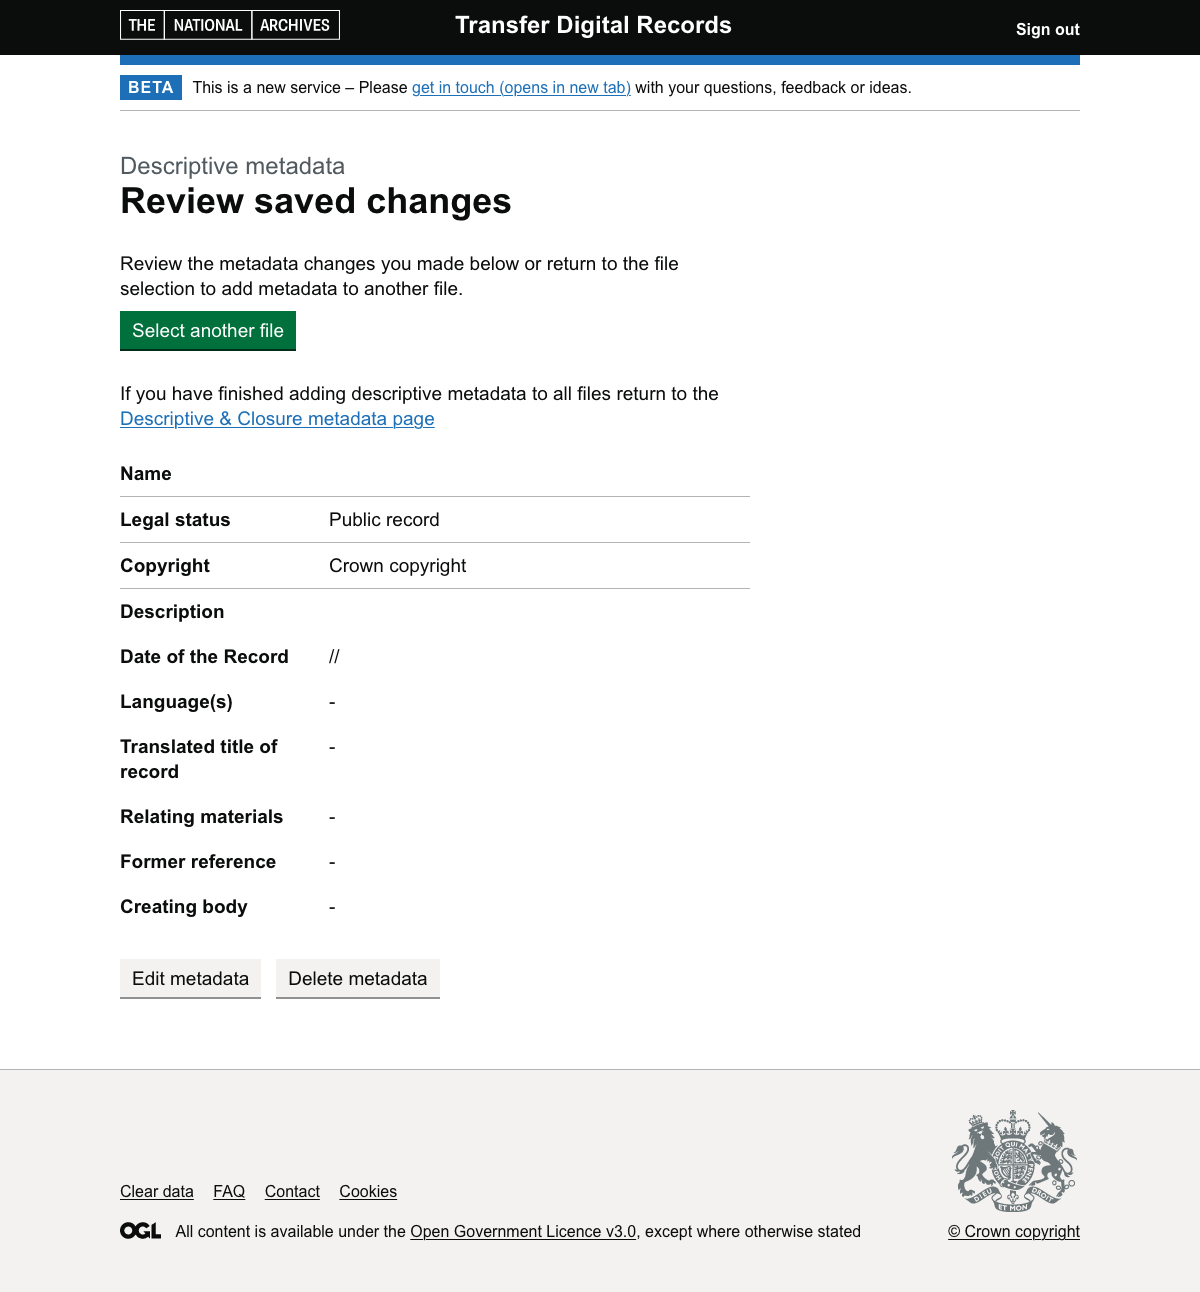 THE NATIONAL ARCHIVES
Transfer Digital Records
Sign out
BETA This is a new service – Please get in touch (opens in new tab) with your questions, feedback or ideas.
Descriptive metadata
Review saved changes
Review the metadata changes you made below or return to the file
selection to add metadata to another file.
Select another file
If you have finished adding descriptive metadata to all files return to the
Descriptive & Closure metadata page
Name
Legal status Public record
Copyright Crown copyright
Description
Date of the Record //
Language(s) -
Translated title of -
record
Relating materials -
Former reference -
Creating body -
Edit metadata Delete metadata
DIEU ET MON DROIT
Clear data FAQ Contact Cookies
OGL All content is available under the Open Government Licence v3.0, except where otherwise stated
© Crown copyright